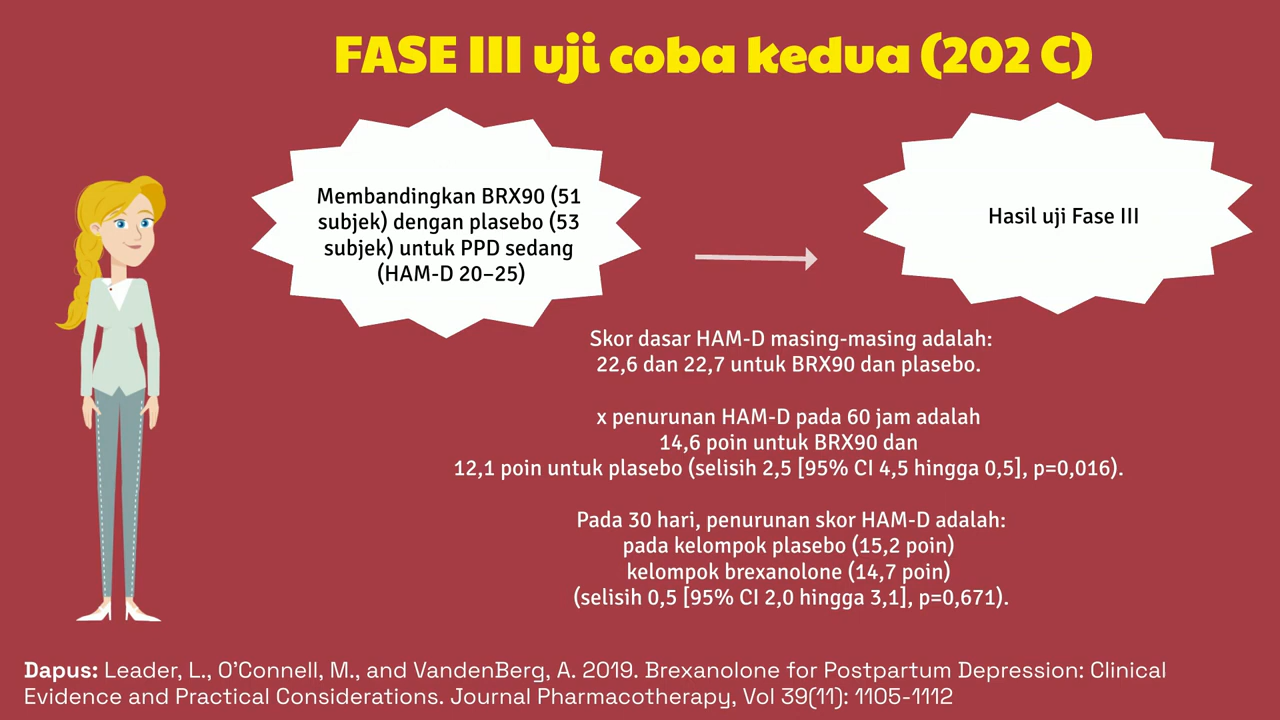 FASE III uji coba kedua (202 C)
Membandingkan BRX90 (51
subjek) dengan plasebo (53
subjek) untuk PPD sedang
(HAM-D 20–25)
Hasil uji Fase III
Skor dasar HAM-D masing-masing adalah:
22,6 dan 22,7 untuk BRX90 dan plasebo.
x penurunan HAM-D pada 60 jam adalah
14,6 poin untuk BRX90 dan
12,1 poin untuk plasebo (selisih 2,5 [95% CI 4,5 hingga 0,5], p=0,016).
Pada 30 hari, penurunan skor HAM-D adalah:
pada kelompok plasebo (15,2 poin)
kelompok brexanolone (14,7 poin)
(selisih 0,5 [95% CI 2,0 hingga 3,1], p=0,671).
Dapus: Leader, L., O'Connell, M., and VandenBerg, A. 2019. Brexanolone for Postpartum Depression: Clinical
Evidence and Practical Considerations. Journal Pharmacotherapy, Vol 39(11): 1105-1112